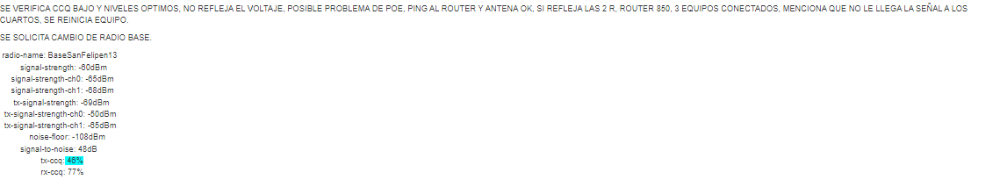 SE VERIFICA CCQ BAJO Y NIVELES OPTIMOS, NO REFLEJA EL VOLTAJE, POSIBLE PROBLEMA DE POE, PING AL ROUTER Y ANTENA OK, SI REFLEJA LAS 2 R, ROUTER 850, 3 EQUIPOS CONECTADOS, MENCIONA QUE NO LE LLEGA LA SEÑAL A LOS
CUARTOS, SE REINICIA EQUIPO.
SE SOLICITA CAMBIO DE RADIO BASE.
radio-name: BaseSanFelipen13
signal-strength: -60dBm
signal-strength-ch0: -65dBm
signal-strength-ch1: -68dBm
tx-signal-strength: -69dBm
tx-signal-strength-ch0: -50dBm
tx-signal-strength-ch1: -65dBm
noise-floor: -108dBm
signal-to-noise: 48dB
tx-ccq: 46%
rx-ccq: 77%